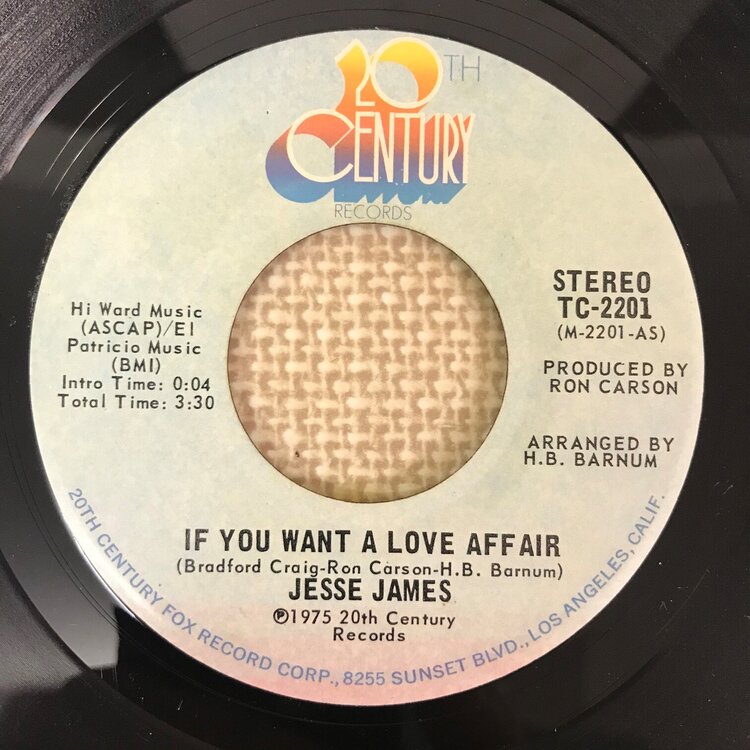 20TH
CENTURY
RECORDS
Hi Ward Music
(ASCAP)/EI
Patricio Music
(BMI)
Intro Time: 0:04
Total Time: 3:30
STEREO
TC-2201
(M-2201-AS)
PRODUCED BY
RON CARSON
ARRANGED BY
H.B. BARNUM
IF YOU WANT A LOVE AFFAIR
(Bradford Craig-Ron Carson-H.B. Barnum)
JESSE JAMES
℗1975 20th Century
Records
20TH CENTURY FOX RECORD CORP., 8255 SUNSET BLVD., LOS ANGELES, CALIF.